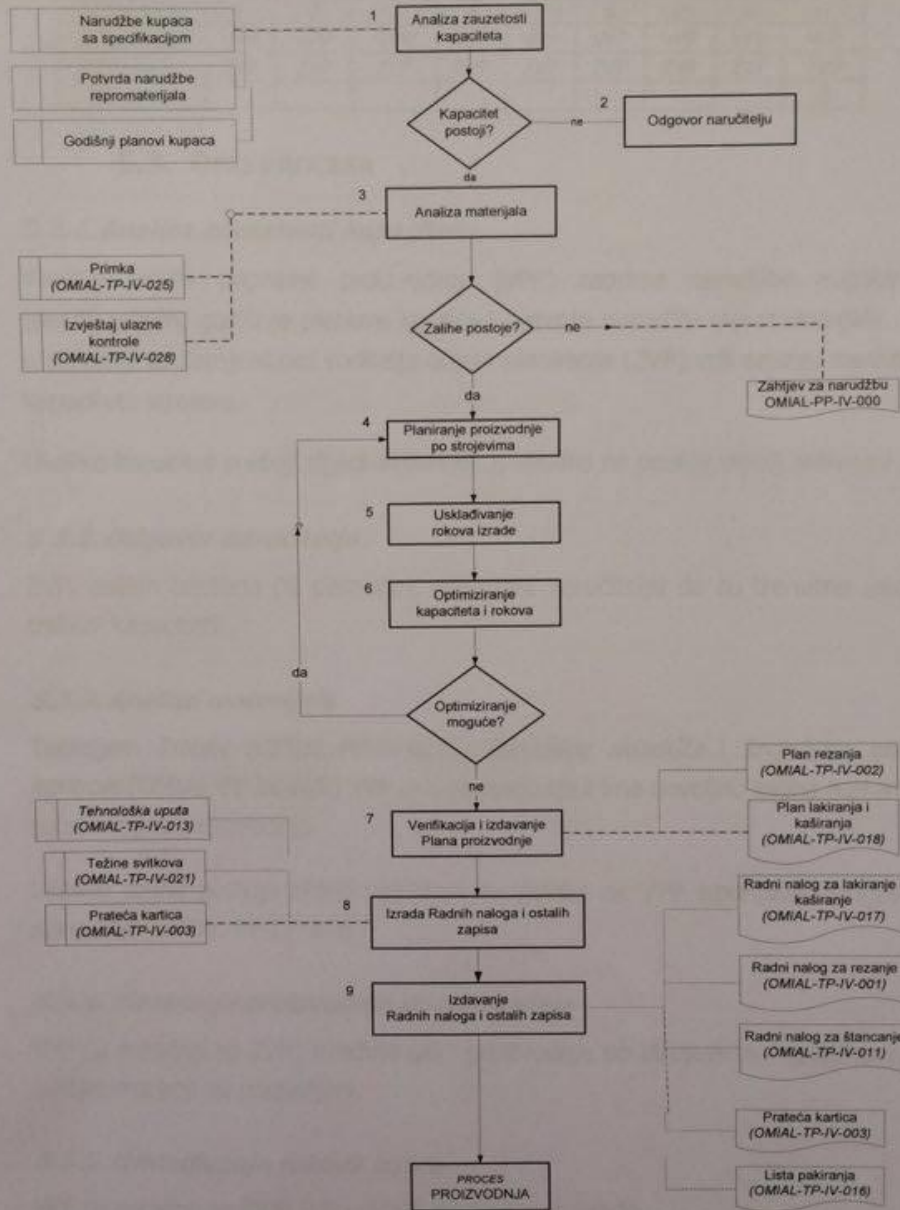 1
Narudžbe kupaca
sa specifikacijom
Analiza zauzetosti
kapaciteta
Potvrda narudžbe
repromaterijala
Godišnji planovi kupaca
Kapacitet
postoji?
ne
2
Odgovor naručitelju
da
3
Analiza materijala
Primka
(OMIAL-TP-IV-025)
Izvještaj ulazne
kontrole
(OMIAL-TP-IV-028)
Zalihe postoje?
ne
Zahtjev za narudžbu
OMIAL-PP-IV-000
da
4
Planiranje proizvodnje
po strojevima
5
Usklađivanje
rokova izrade
6
Optimiziranje
kapaciteta i rokova
da
Optimiziranje
moguće?
ne
Plan rezanja
(OMIAL-TP-IV-002)
7
Verifikacija i izdavanje
Plana proizvodnje
Plan lakiranja i
kaširanja
(OMIAL-TP-IV-018)
Tehnološka uputa
(OMIAL-TP-IV-013)
Težine svitkova
(OMIAL-TP-IV-021)
Prateća kartica
(OMIAL-TP-IV-003)
8
Izrada Radnih naloga i ostalih
zapisa
Radni nalog za lakiranje
kaširanje
(OMIAL-TP-IV-017)
9
Izdavanje
Radnih naloga i ostalih zapisa
Radni nalog za rezanje
(OMIAL-TP-IV-001)
Radni nalog za štancanje
(OMIAL-TP-IV-011)
Prateća kartica
(OMIAL-TP-IV-003)
PROCES
PROIZVODNJA
Lista pakiranja
(OMIAL-TP-IV-016)